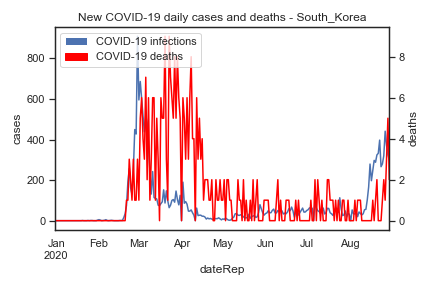 New COVID-19 daily cases and deaths - South_Korea
COVID-19 infections
COVID-19 deaths
800
600
400
200
0
cases
8
6
4
2
0
deaths
Jan Feb Mar Apr May Jun Jul Aug
2020
dateRep